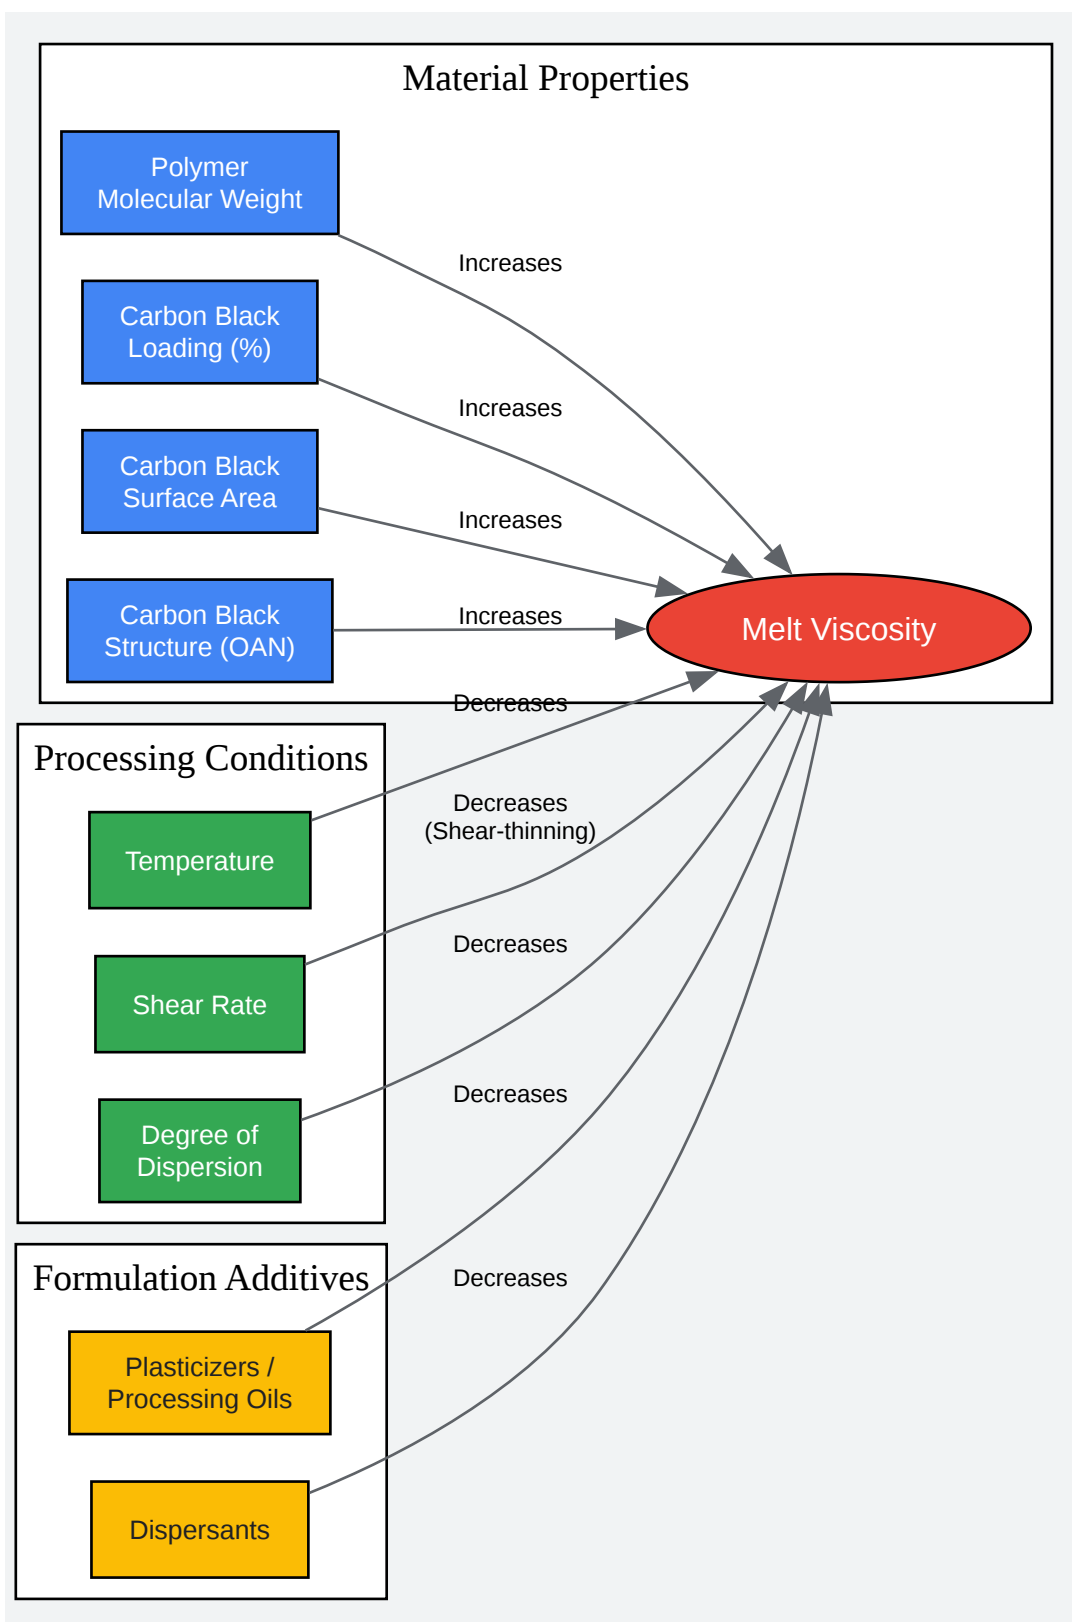 Material Properties
Polymer
Molecular Weight
Increases
Carbon Black
Loading (%)
Increases
Carbon Black
Surface Area
Increases
Carbon Black
Structure (OAN)
Increases
Melt Viscosity
Decreases
Processing Conditions
Temperature
Decreases
(Shear-thinning)
Shear Rate
Decreases
Degree of
Dispersion
Decreases
Formulation Additives
Decreases
Plasticizers /
Processing Oils
Dispersants